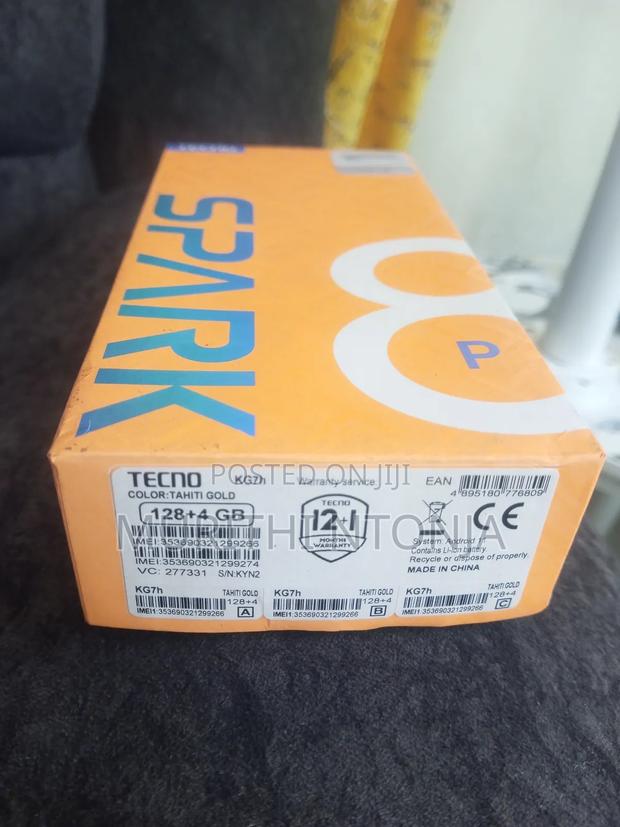 SPARK
8
P
TECNO KG7h Warranty service EAN
COLOR:TAHITI GOLD
4 895180 776809
128+4 GB
TECNO
12+1
MONTHS
WARRANTY
CE
IMEI:353690321299266
IMEI:353690321299274
VC: 277331 S/N:KYN2
System: Android 11
Contains Li-ion battery.
Recycle or dispose of properly.
MADE IN CHINA
KG7h TAHITI GOLD
128+4
IMEI1:353690321299266 A
KG7h TAHITI GOLD
128+4
IMEI1:353690321299266 B
KG7h TAHITI GOLD
128+4
IMEI1:353690321299266 C
POSTED ON JIJI